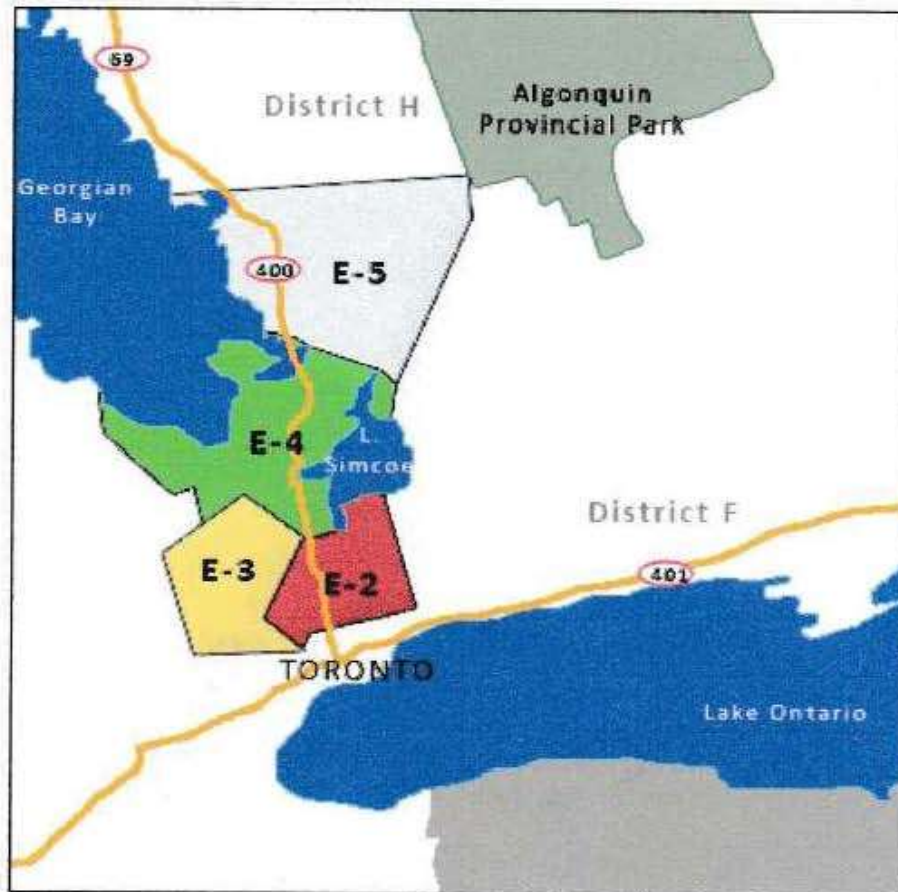 69
District H
Algonquin
Provincial Park
Georgian
Bay
400
E-5
E-4
L.
Simcoe
District F
E-3
E-2
401
TORONTO
Lake Ontario